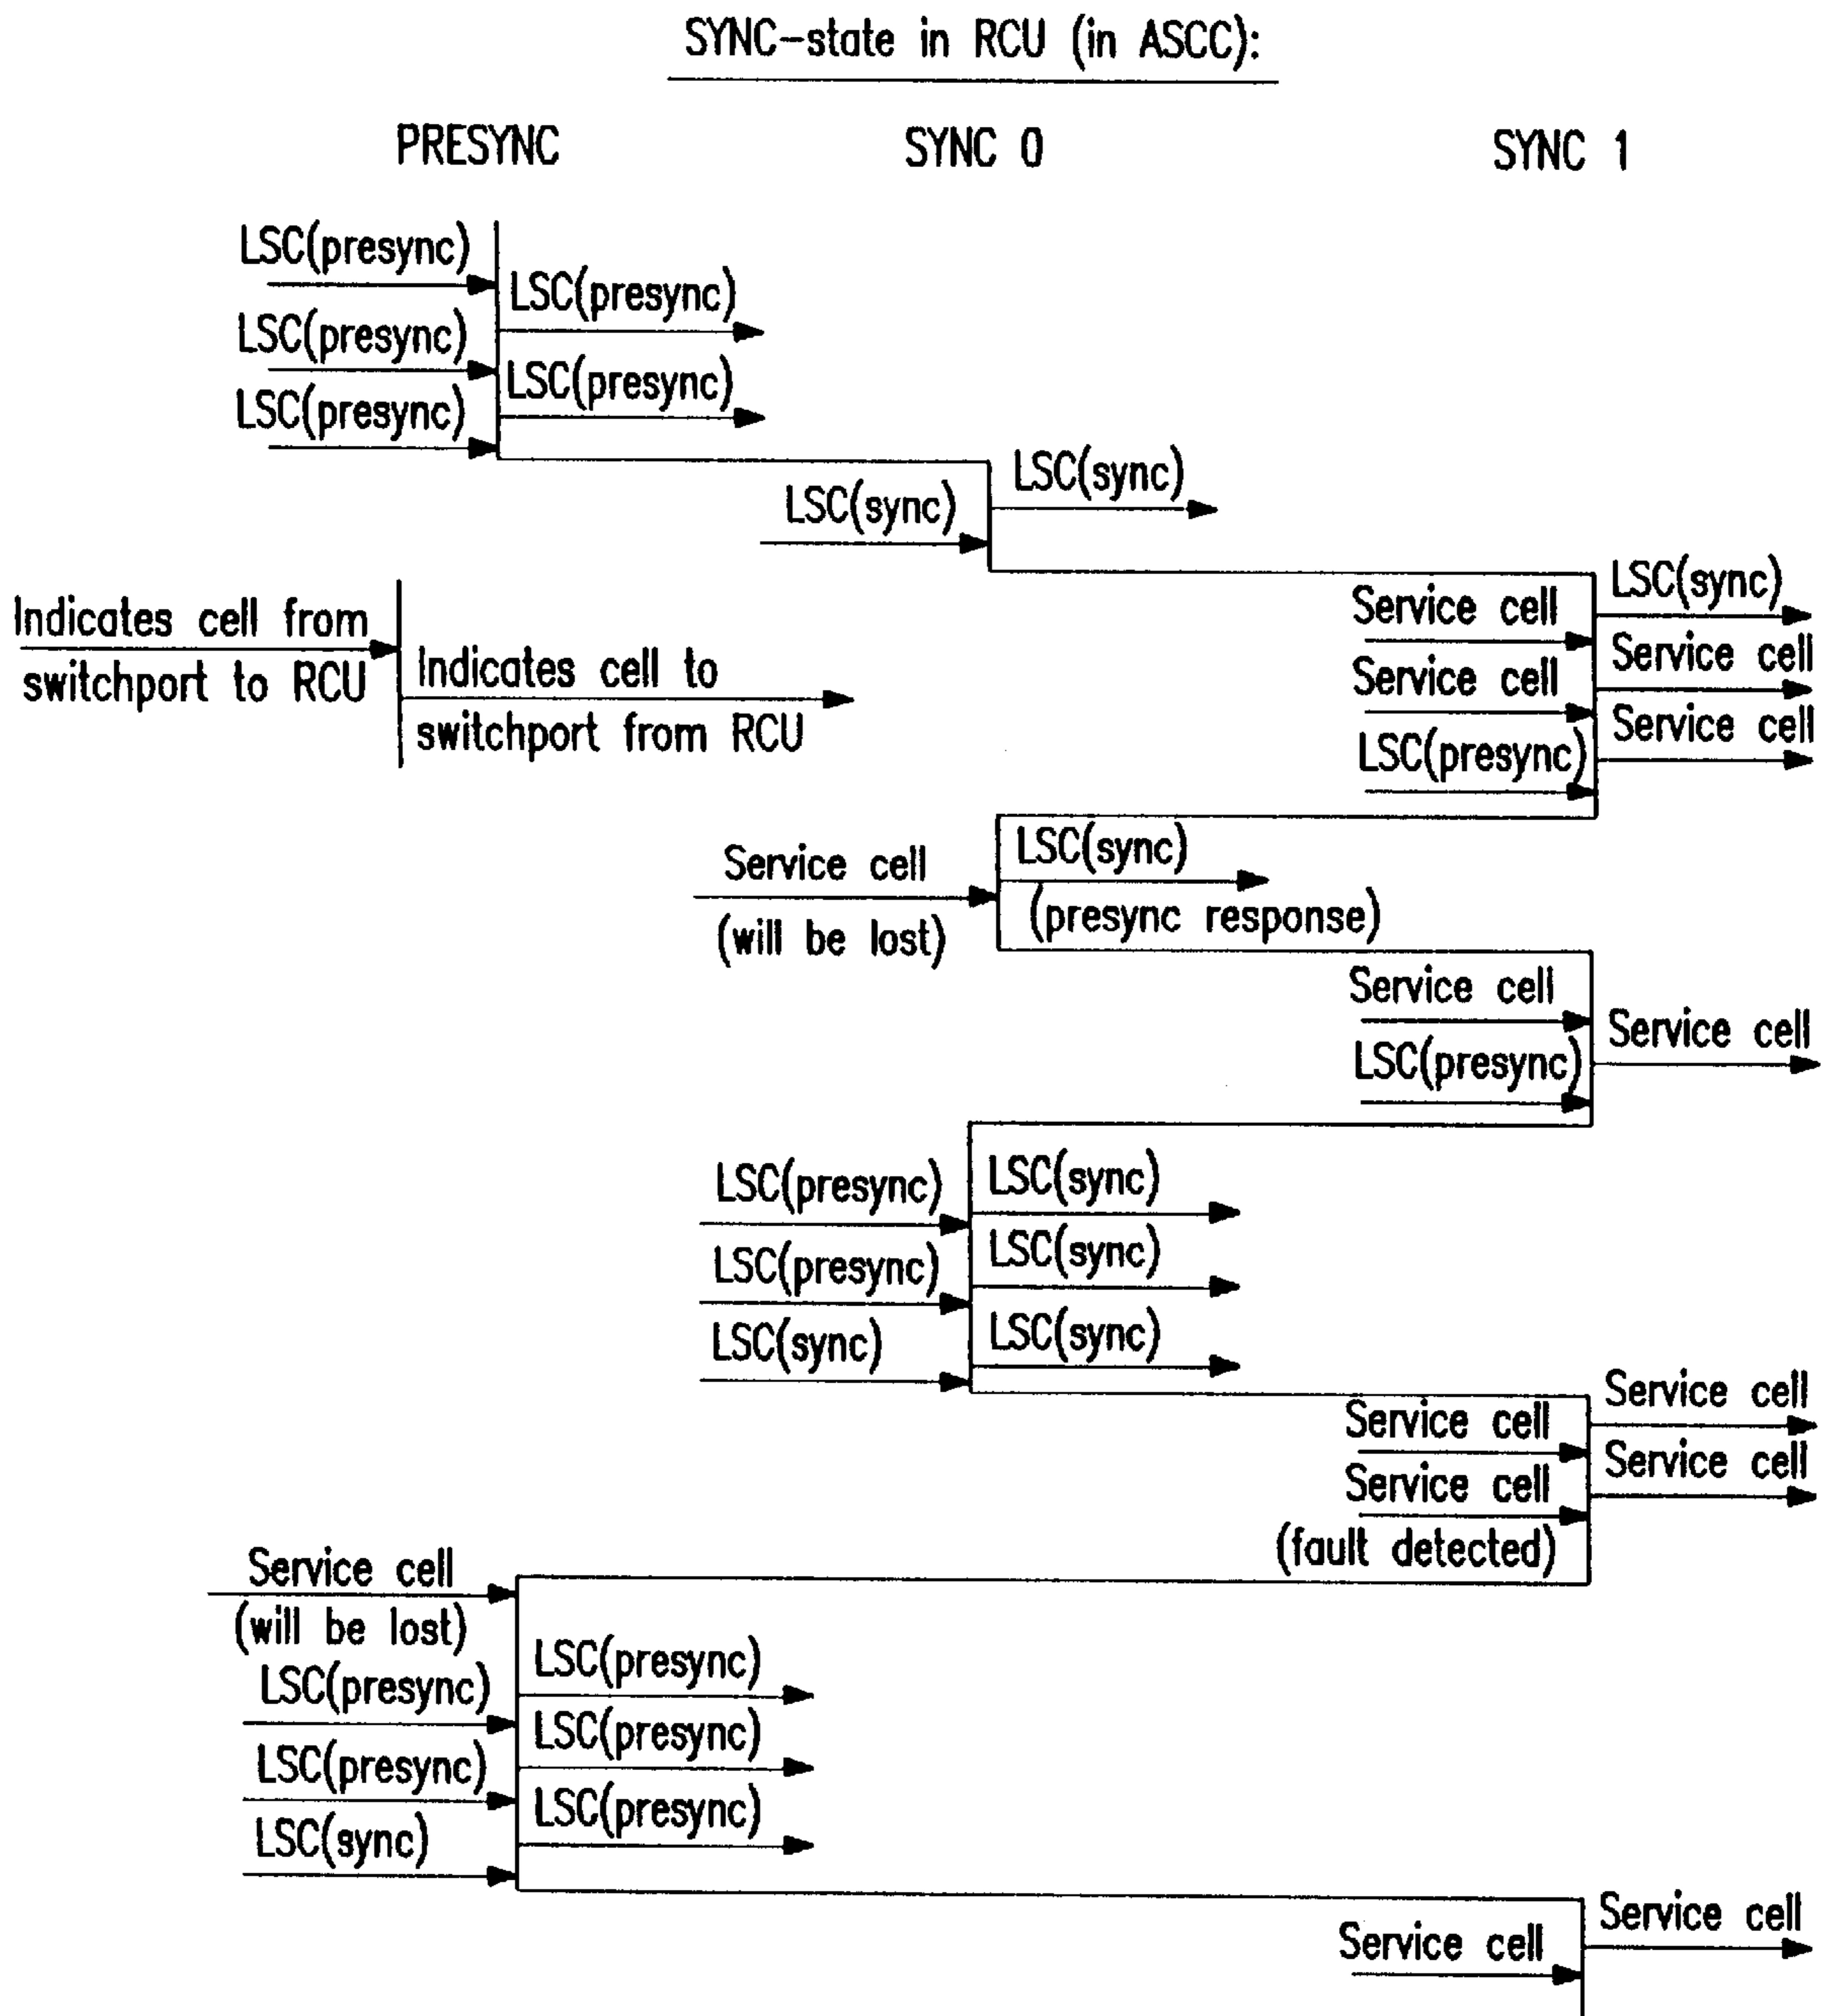 SYNC-state in RCU (in ASCC):
PRESYNC
SYNC 0
SYNC 1
LSC(presync)
LSC(presync)
LSC(presync)
LSC(presync)
LSC(presync)
LSC(sync)
LSC(sync)
Indicates cell from
switchport to RCU
Indicates cell to
switchport from RCU
Service cell
LSC(sync)
Service cell
Service cell
LSC(presync)
Service cell
Service cell
(will be lost)
LSC(sync)
(presync response)
Service cell
LSC(presync)
Service cell
LSC(presync)
LSC(sync)
LSC(presync)
LSC(sync)
LSC(sync)
LSC(sync)
Service cell
Service cell
Service cell
Service cell
(fault detected)
Service cell
(will be lost)
LSC(presync)
LSC(presync)
LSC(presync)
LSC(presync)
LSC(sync)
LSC(presync)
Service cell
Service cell